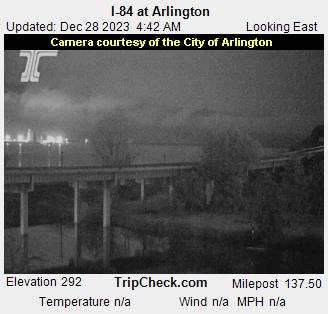 I-84 at Arlington
Updated: Dec 28 2023 4:42 AM Looking East
Camera courtesy of the City of Arlington
Elevation 292 TripCheck.com Milepost 137.50
Temperature n/a Wind n/a MPH n/a